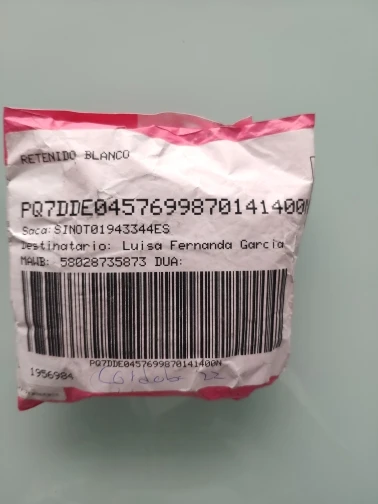 RETENIDO BLANCO
PQ7DDE0457699870141400N
Saca:SINOT01943344ES
Destinatario: Luisa Fernanda Garcia
MAWB: 58028735873 DUA:
PQ7DDE0457699870141400N
1956984